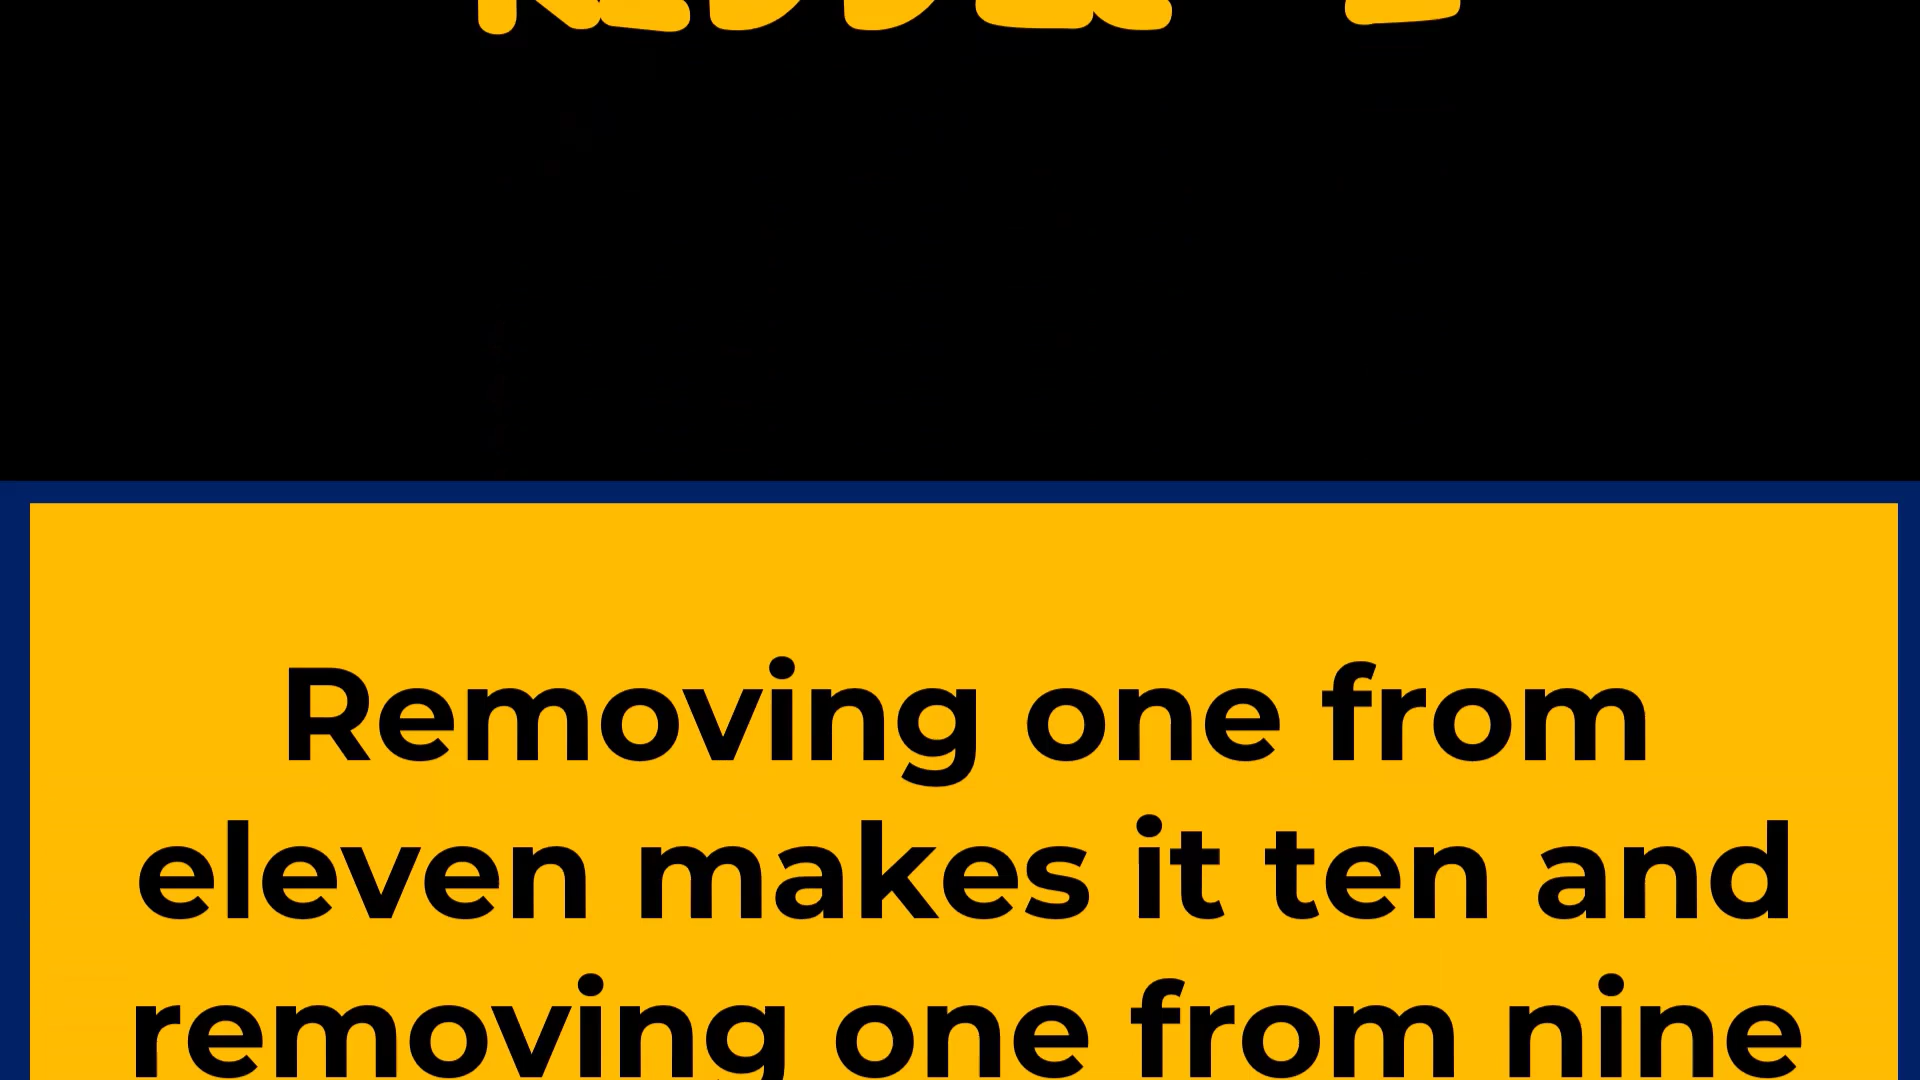 Removing one from
eleven makes it ten and
removing one from nine